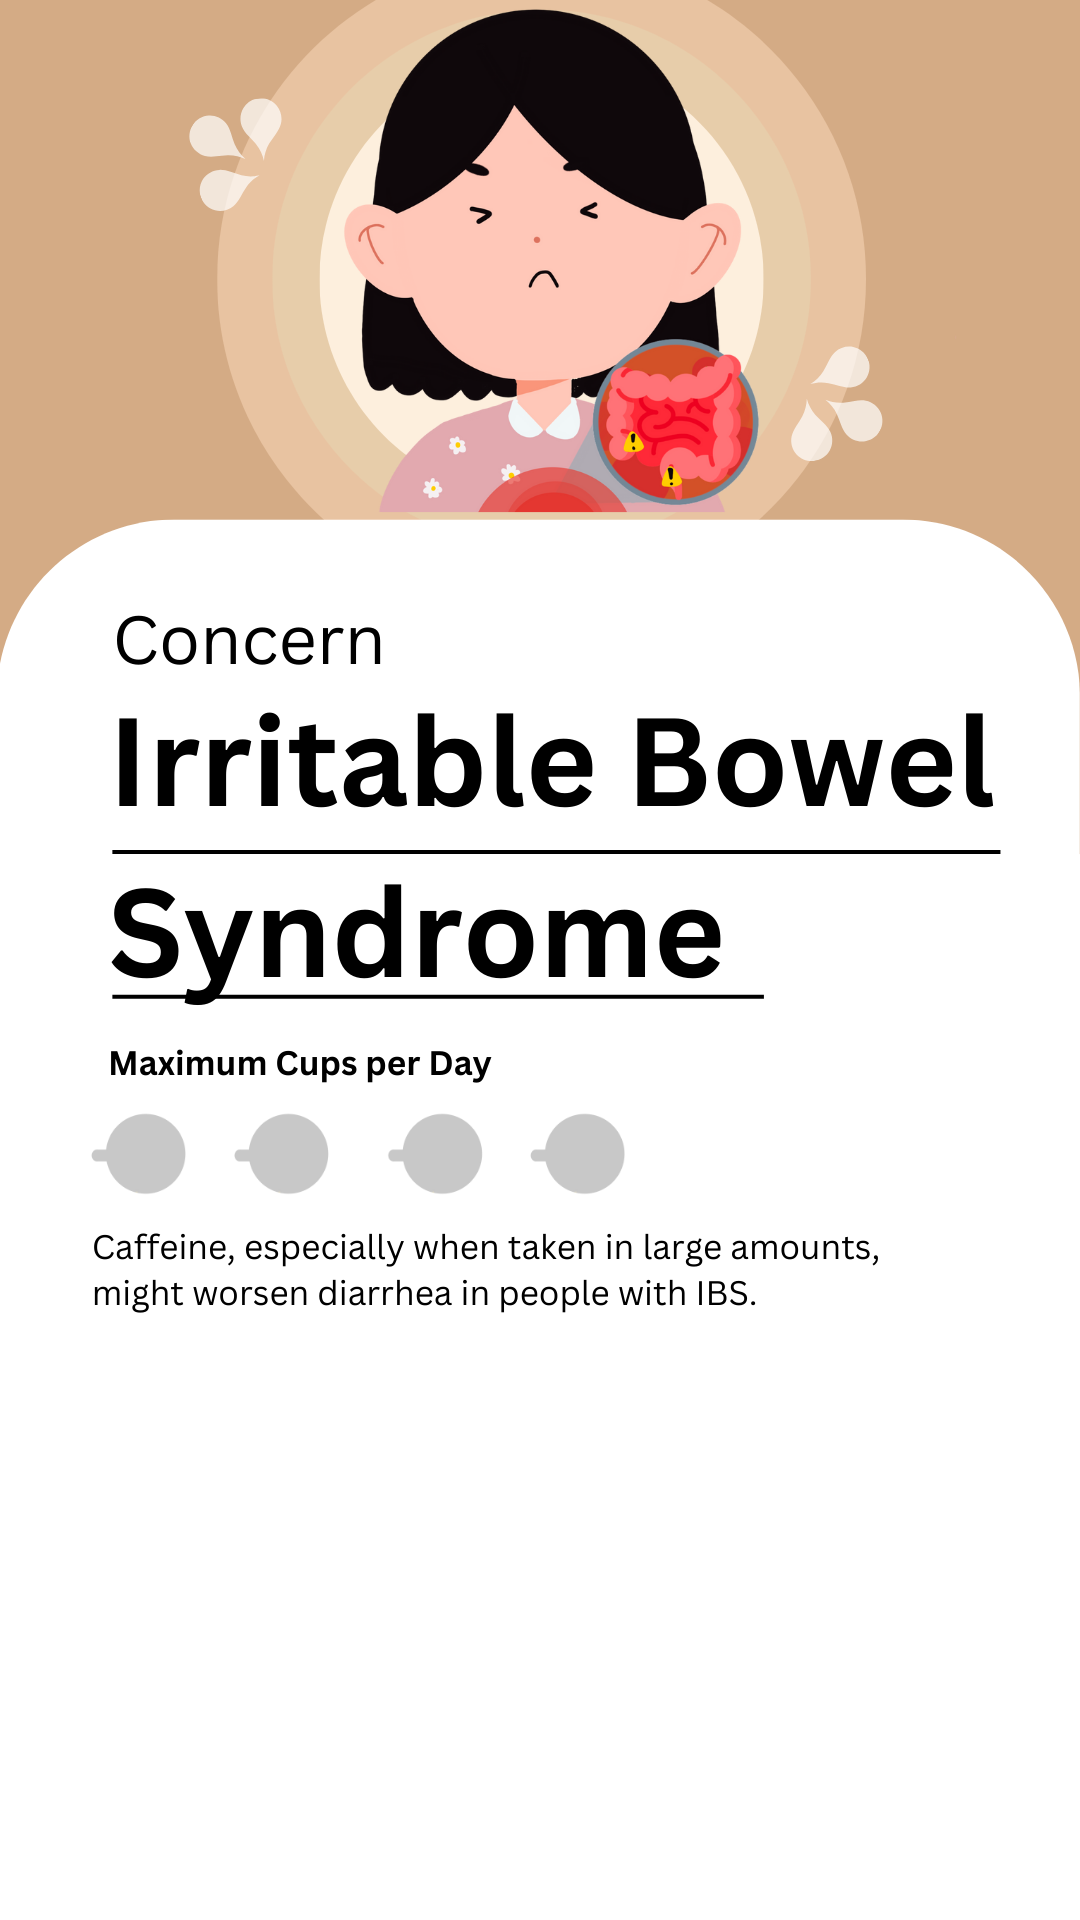 Concern
Irritable Bowel
Syndrome
Maximum Cups per Day
Caffeine, especially when taken in large amounts,
might worsen diarrhea in people with IBS.